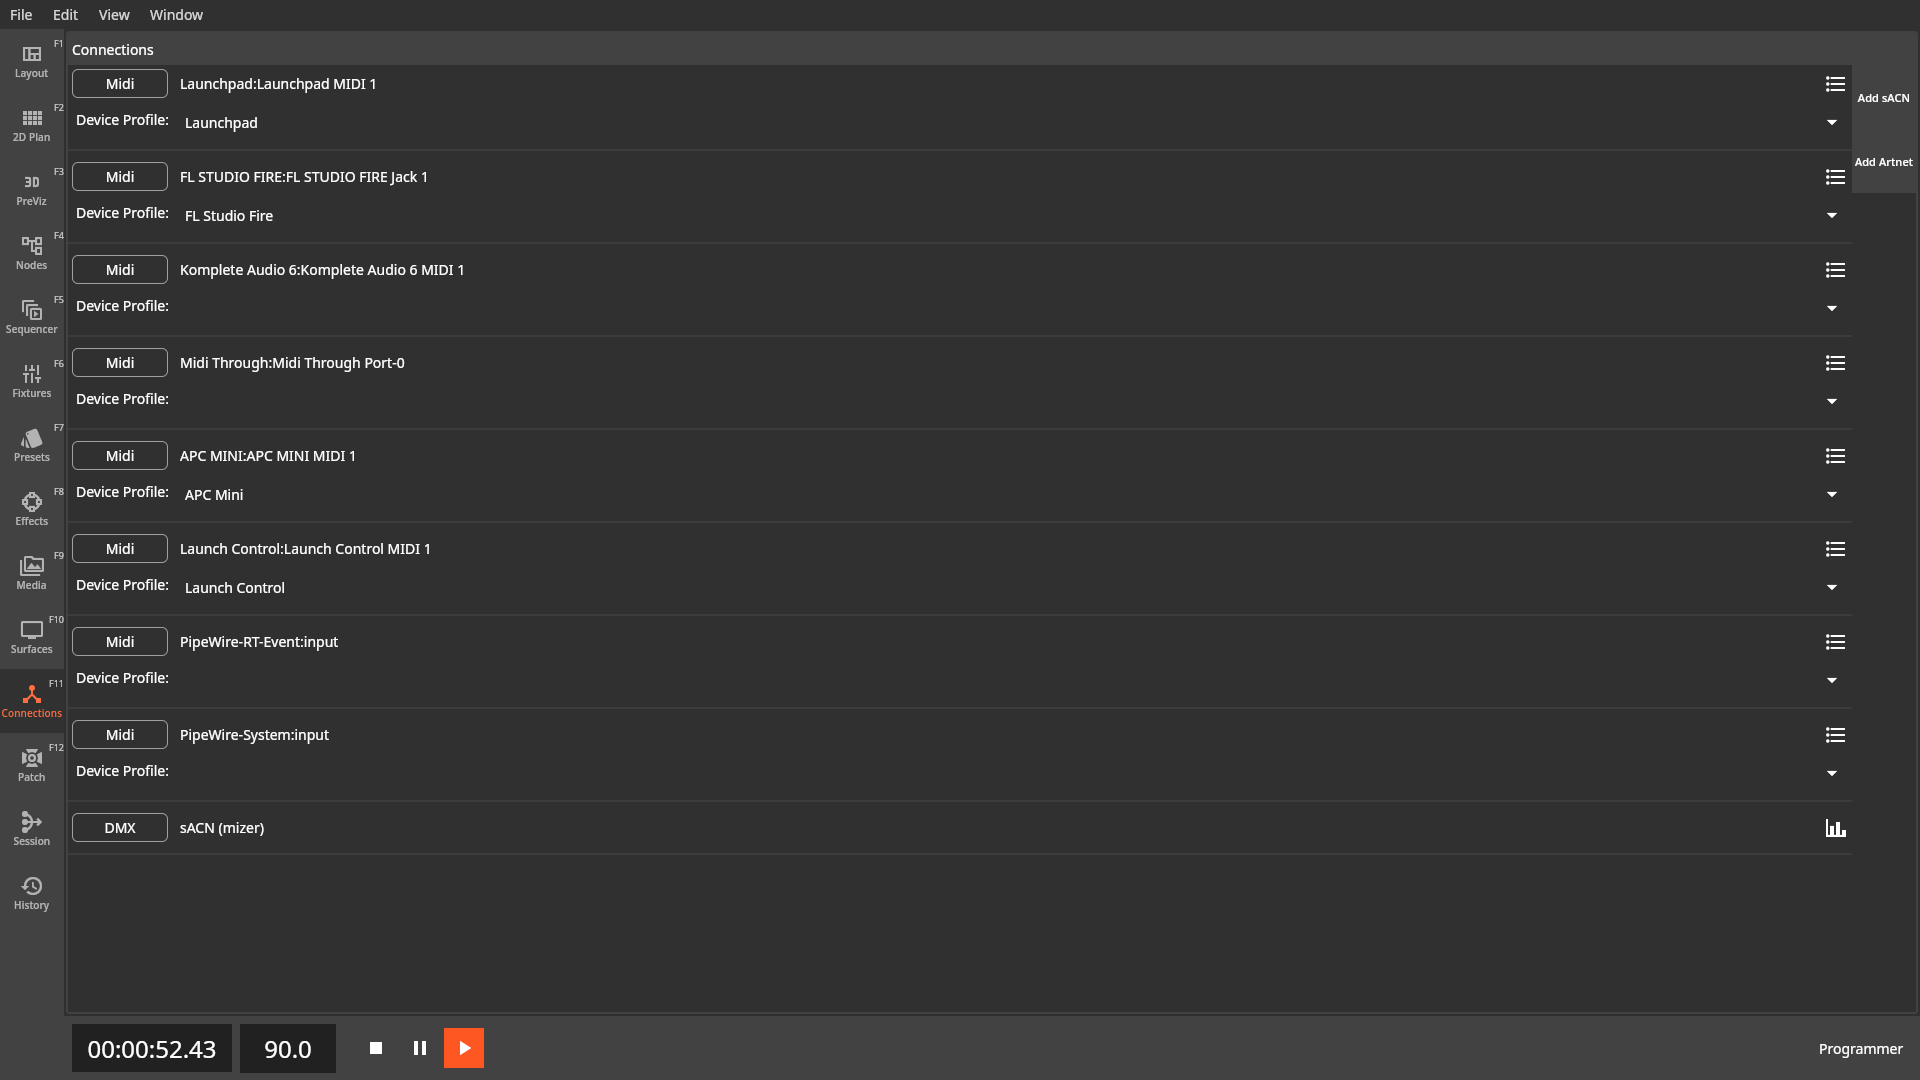 File Edit View Window
F1
Layout
F2
2D Plan
F3
3D
PreViz
F4
Nodes
F5
Sequencer
F6
Fixtures
F7
Presets
F8
Effects
F9
Media
F10
Surfaces
F11
Connections
F12
Patch
Session
History
Connections
Midi Launchpad:Launchpad MIDI 1
Device Profile: Launchpad
Midi FL STUDIO FIRE:FL STUDIO FIRE Jack 1
Device Profile: FL Studio Fire
Midi Komplete Audio 6:Komplete Audio 6 MIDI 1
Device Profile:
Midi Midi Through:Midi Through Port-0
Device Profile:
Midi APC MINI:APC MINI MIDI 1
Device Profile: APC Mini
Midi Launch Control:Launch Control MIDI 1
Device Profile: Launch Control
Midi PipeWire-RT-Event:input
Device Profile:
Midi PipeWire-System:input
Device Profile:
DMX sACN (mizer)
Add sACN
Add Artnet
00:00:52.43 90.0 Programmer